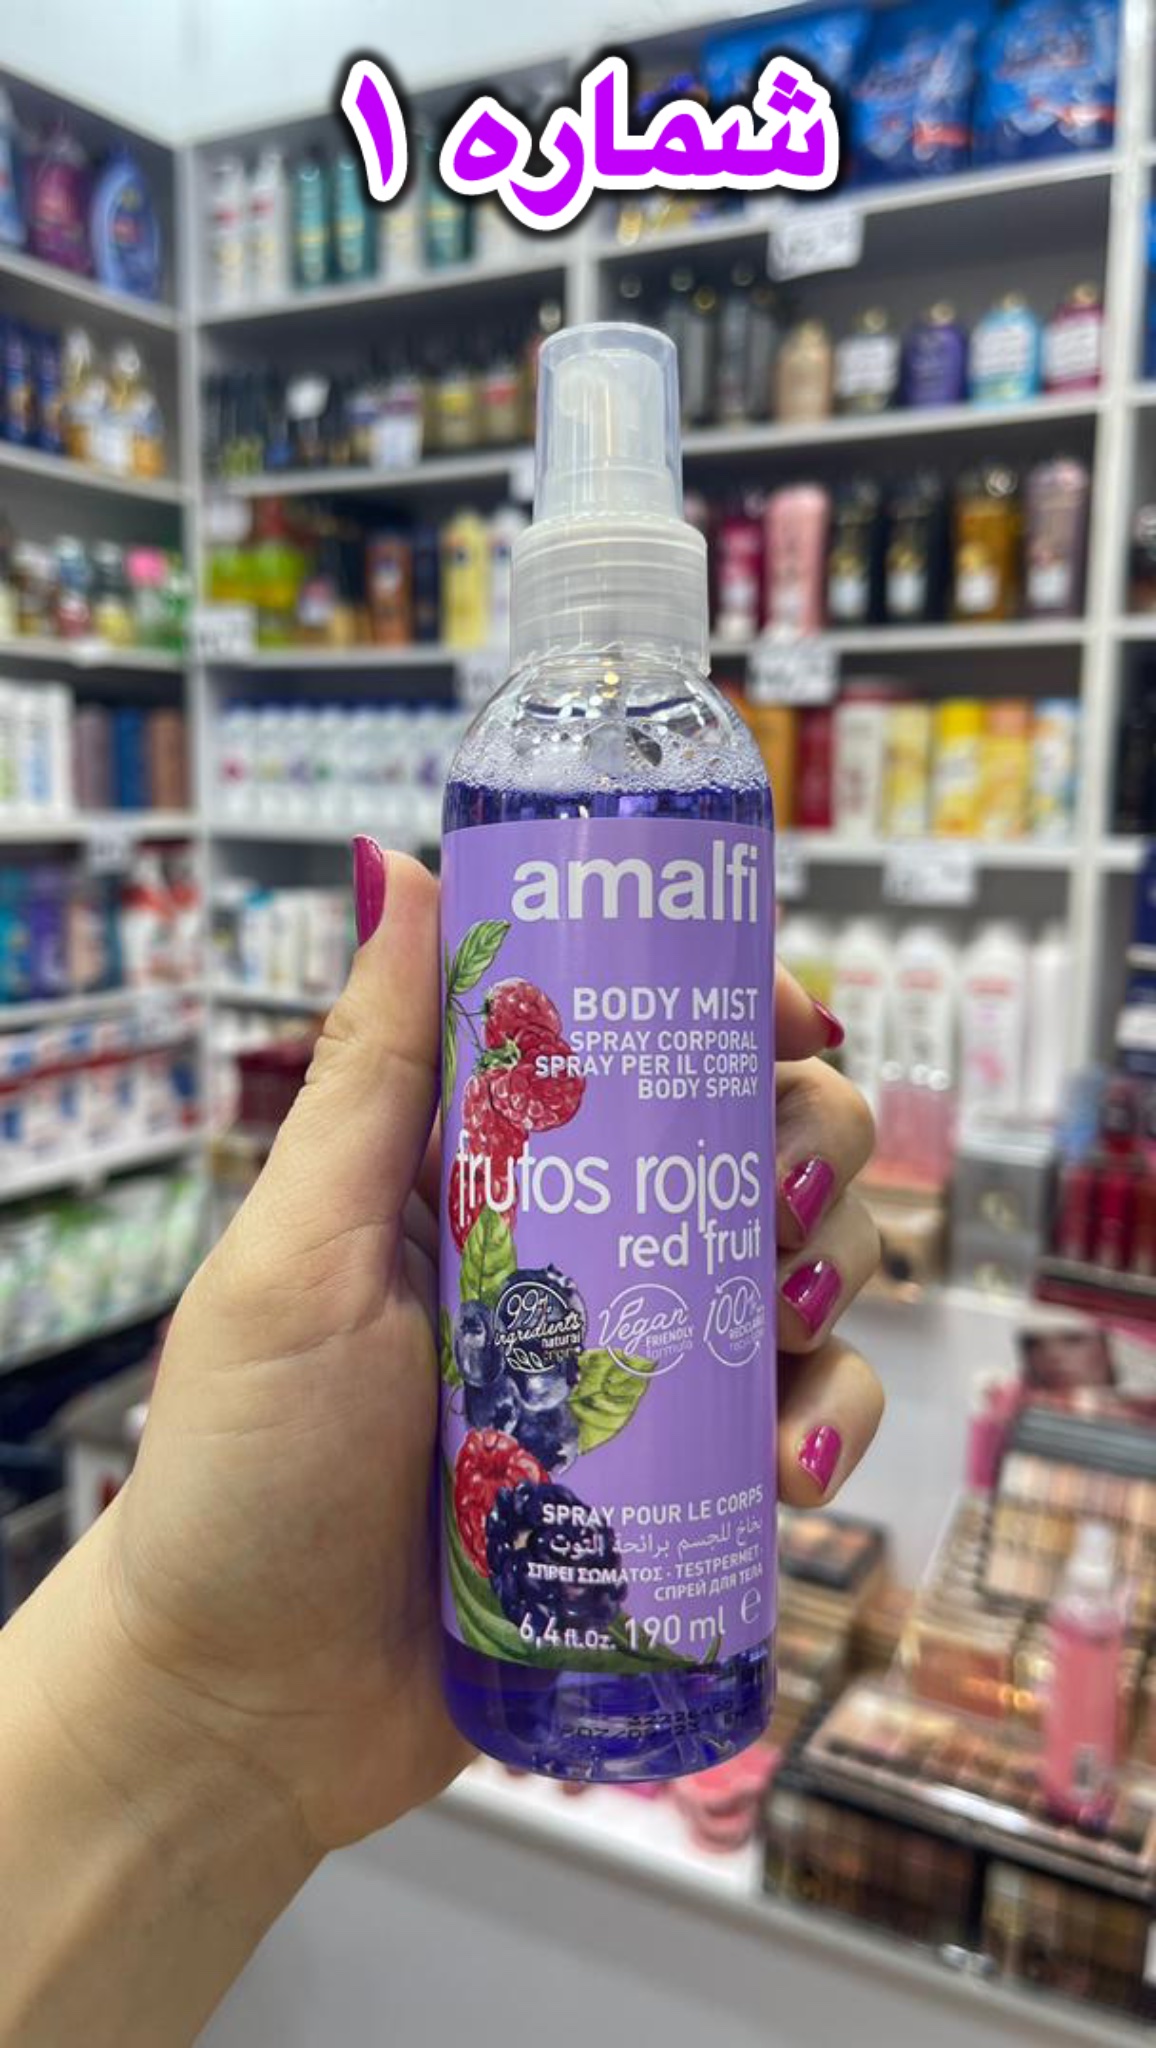 شماره ۱
amalfi
BODY MIST
SPRAY CORPORAL
SPRAY PER IL CORPO
BODY SPRAY
frutos rojos
red fruit
99%
ingredients
natural
origin
Vegan
FRIENDLY
formula
100%
SPRAY POUR LE CORPS
بخاخ للجسم برائحة التوت ·
ΣΠΡΕΪ ΣΩΜΑΤΟΣ · TESTPERMET ·
СПРЕЙ ДЛЯ ТЕЛА
6,4 fl.Oz. 190 ml e